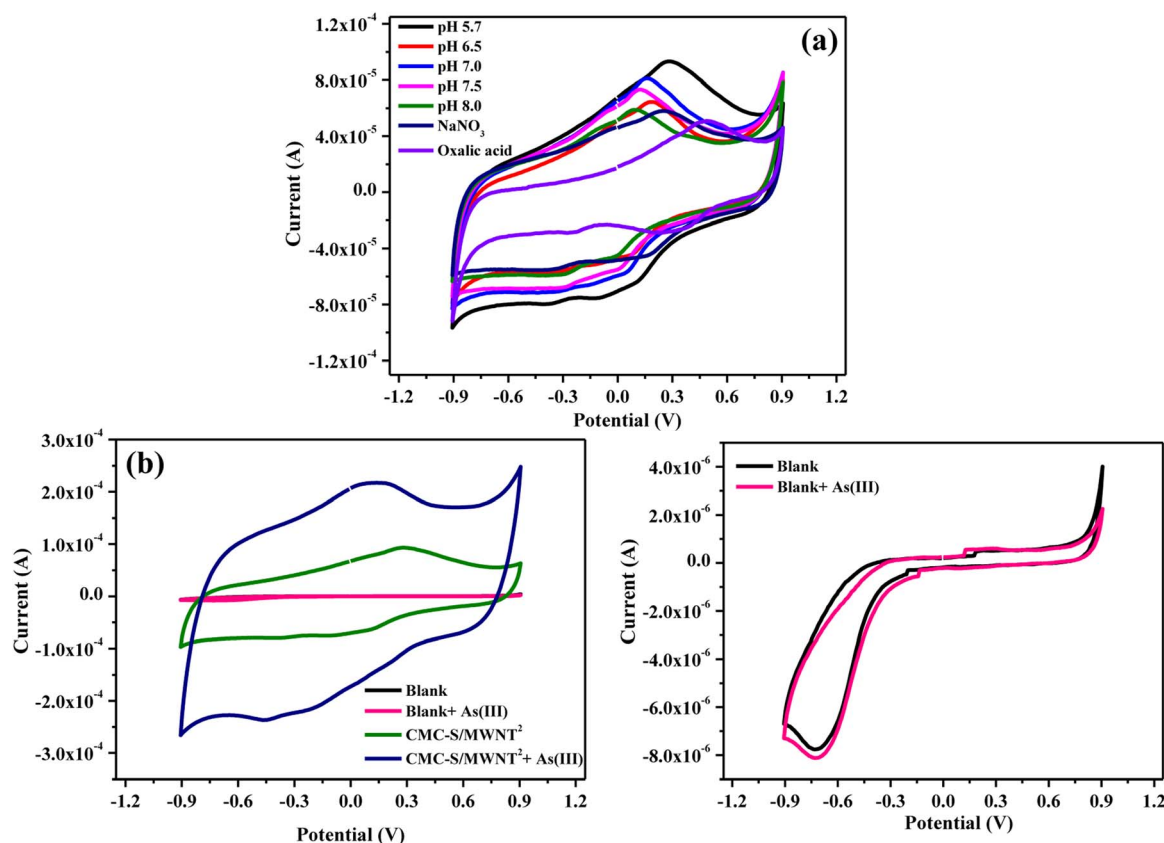 (a)
pH 5.7
pH 6.5
pH 7.0
pH 7.5
pH 8.0
NaNO₃
Oxalic acid
1.2x10⁻⁴
8.0x10⁻⁵
4.0x10⁻⁵
0.0
-4.0x10⁻⁵
-8.0x10⁻⁵
-1.2x10⁻⁴
Current (A)
-1.2 -0.9 -0.6 -0.3 0.0 0.3 0.6 0.9 1.2
Potential (V)
(b)
3.0x10⁻⁴
2.0x10⁻⁴
1.0x10⁻⁴
0.0
-1.0x10⁻⁴
-2.0x10⁻⁴
-3.0x10⁻⁴
Current (A)
Blank
Blank+ As(III)
CMC-S/MWNT²
CMC-S/MWNT²+ As(III)
-1.2 -0.9 -0.6 -0.3 0.0 0.3 0.6 0.9 1.2
Potential (V)
Blank
Blank+ As(III)
4.0x10⁻⁶
2.0x10⁻⁶
0.0
-2.0x10⁻⁶
-4.0x10⁻⁶
-6.0x10⁻⁶
-8.0x10⁻⁶
Current (A)
-1.2 -0.9 -0.6 -0.3 0.0 0.3 0.6 0.9 1.2
Potential (V)